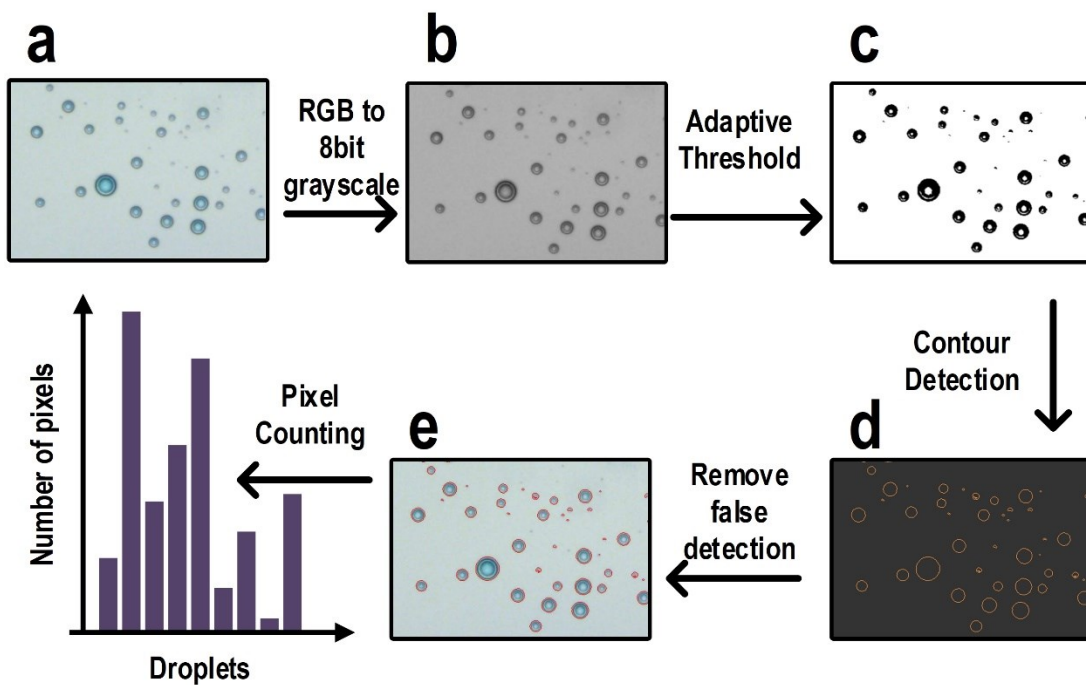 a
RGB to
8bit
grayscale
b
Adaptive
Threshold
c
Contour
Detection
d
Remove
false
detection
e
Pixel
Counting
Number of pixels
Droplets